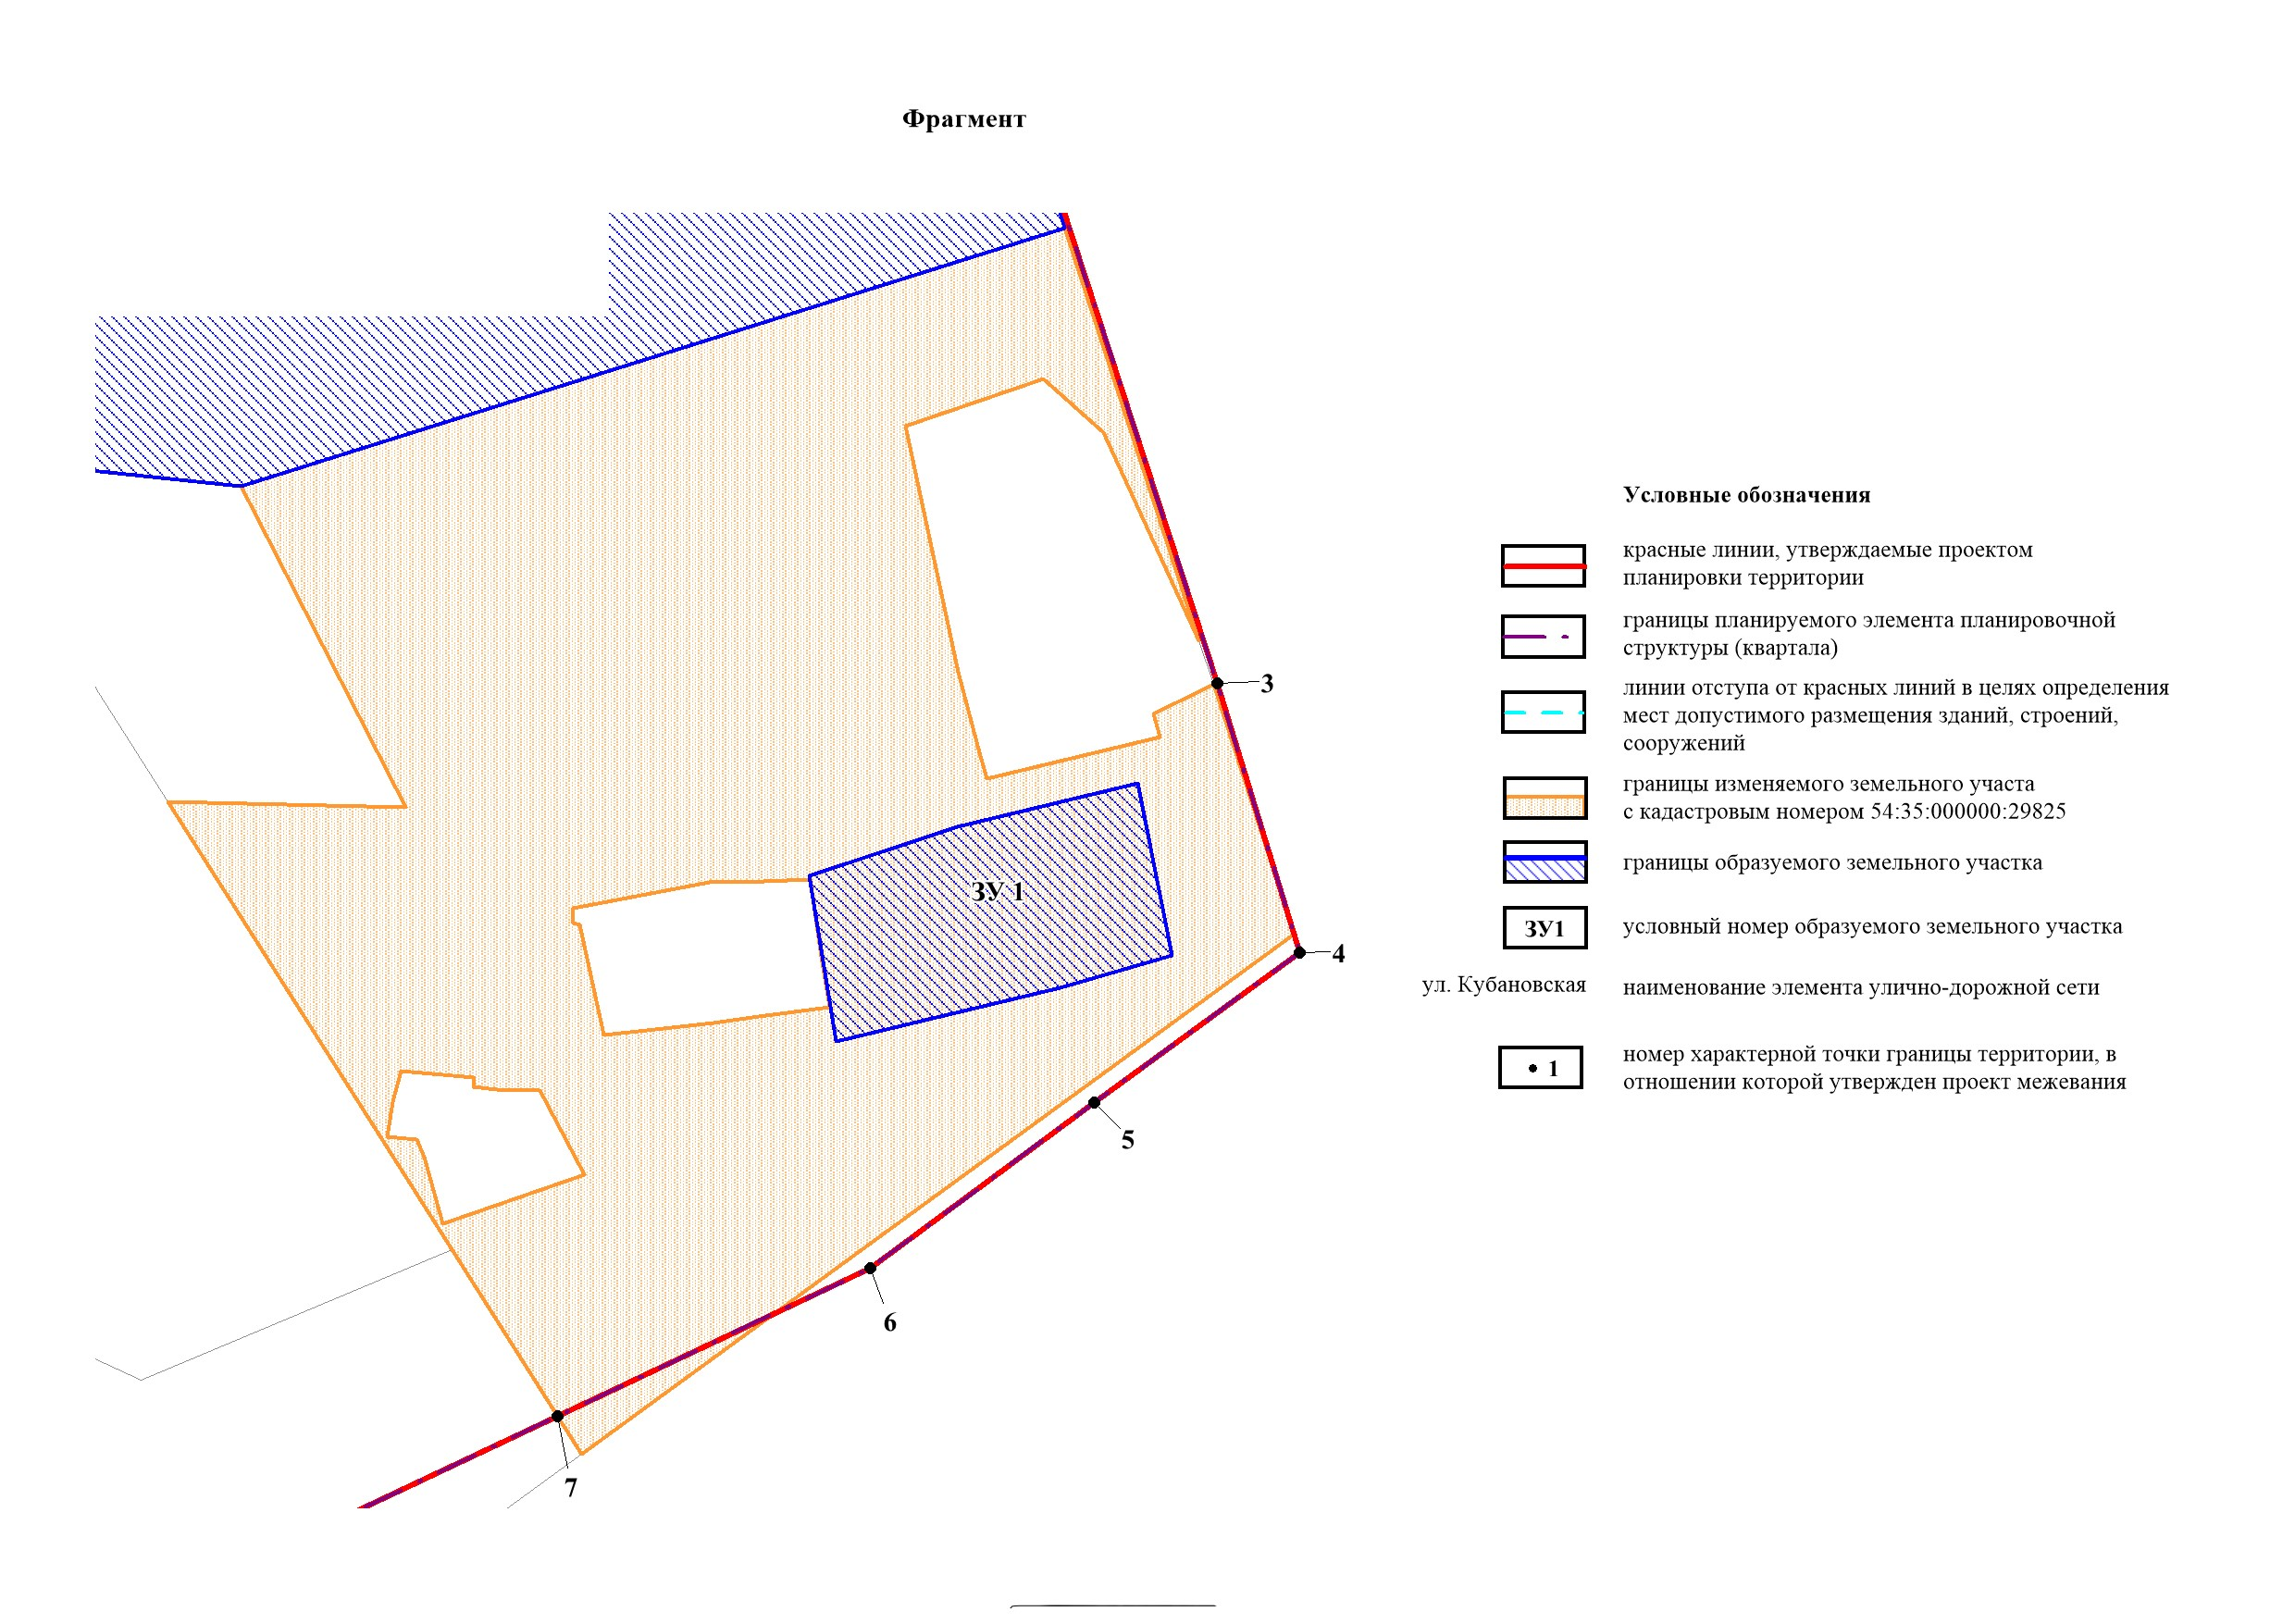 Фрагмент
ЗУ 1
3
4
5
6
7
Условные обозначения
красные линии, утверждаемые проектом
планировки территории
границы планируемого элемента планировочной
структуры (квартала)
линии отступа от красных линий в целях определения
мест допустимого размещения зданий, строений,
сооружений
границы изменяемого земельного участа
с кадастровым номером 54:35:000000:29825
границы образуемого земельного участка
ЗУ1
условный номер образуемого земельного участка
ул. Кубановская
наименование элемента улично-дорожной сети
1
номер характерной точки границы территории, в
отношении которой утвержден проект межевания